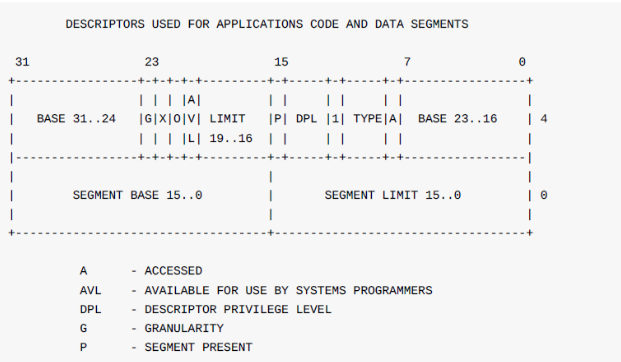 DESCRIPTORS USED FOR APPLICATIONS CODE AND DATA SEGMENTS
31 23 15 7 0
+-----------------+-+-+-+-+---------+-+-----+-+-----+-+-----------------+
| | | | |A| | | | | | | |
| BASE 31..24 |G|X|O|V| LIMIT |P| DPL |1| TYPE|A| BASE 23..16 | 4
| | | | |L| 19..16 | | | | | | |
|-----------------+-+-+-+-+---------+-+-----+-+-----+-+-----------------|
| | |
| SEGMENT BASE 15..0 | SEGMENT LIMIT 15..0 | 0
| | |
+-----------------------------------+-----------------------------------+
A - ACCESSED
AVL - AVAILABLE FOR USE BY SYSTEMS PROGRAMMERS
DPL - DESCRIPTOR PRIVILEGE LEVEL
G - GRANULARITY
P - SEGMENT PRESENT